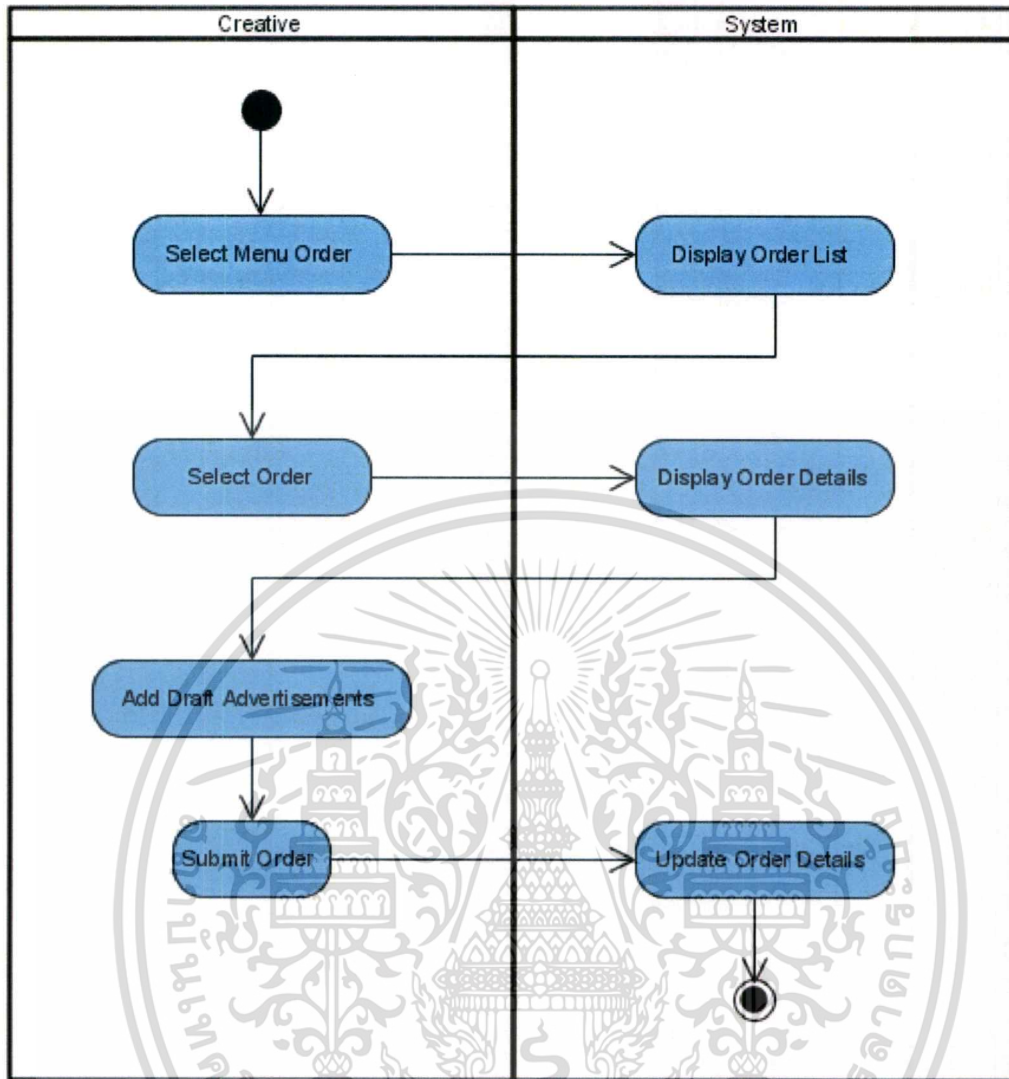 Creative
System
Select Menu Order
Display Order List
Select Order
Display Order Details
Add Draft Advertisements
Submit Order
Update Order Details